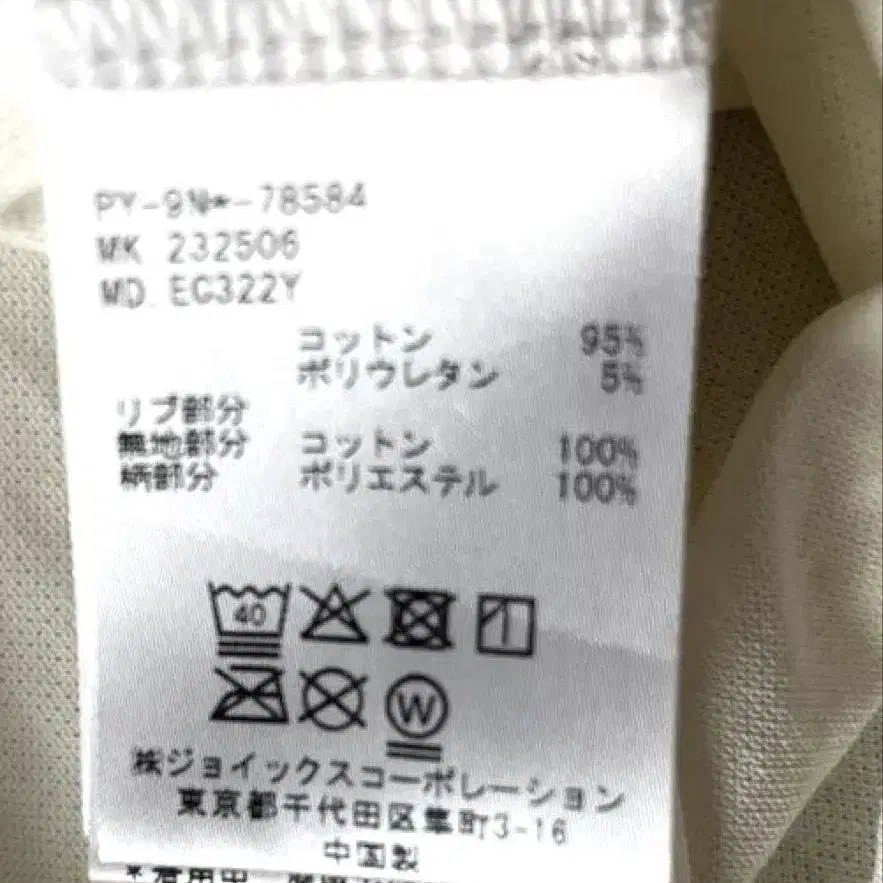 PY-9N*-78584
MK 232506
MD. EC322Y
コットン 95%
ポリウレタン 5%
リブ部分
無地部分 コットン 100%
柄部分 ポリエステル 100%
40
W
㈱ジョイックスコーポレーション
東京都千代田区隼町3-16
中国製
*着用中